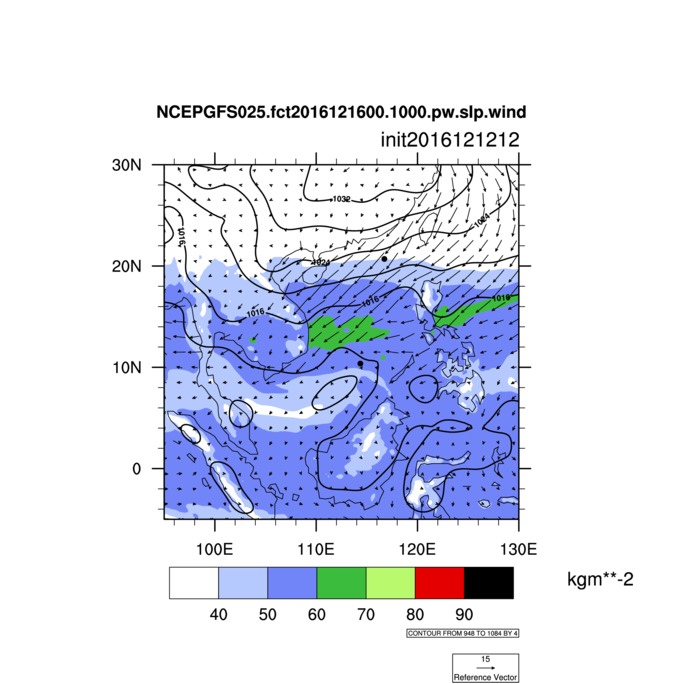 NCEPGFS025.fct2016121600.1000.pw.slp.wind
init2016121212
30N
1032
1016
1024
1024
20N
1016
1016
1016
10N
0
100E 110E 120E 130E
kgm**-2
40 50 60 70 80 90
CONTOUR FROM 948 TO 1084 BY 4
15
Reference Vector